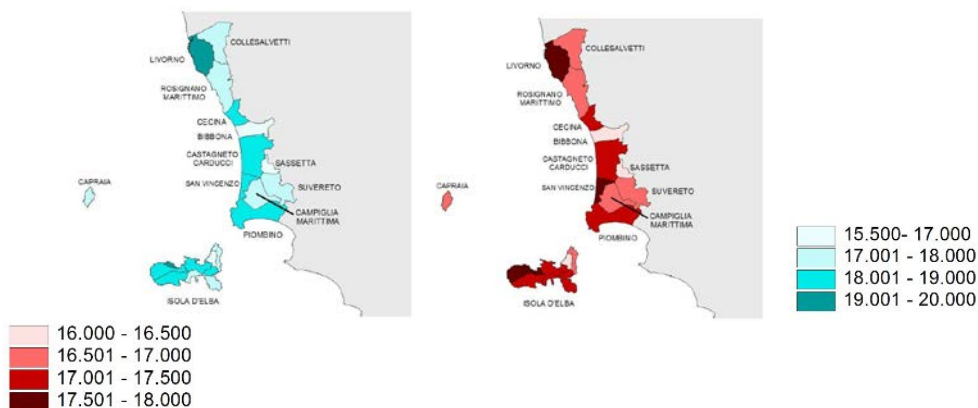 COLLESALVETTI
LIVORNO
ROSIGNANO
MARITTIMO
CECINA
BIBBONA
CASTAGNETO
CARDUCCI
SASSETTA
CAPRAIA
SAN VINCENZO
SUVERETO
CAMPIGLIA
MARITTIMA
PIOMBINO
ISOLA D'ELBA
16.000 - 16.500
16.501 - 17.000
17.001 - 17.500
17.501 - 18.000
COLLESALVETTI
LIVORNO
ROSIGNANO
MARITTIMO
CECINA
BIBBONA
CASTAGNETO
CARDUCCI
SASSETTA
CAPRAIA
SAN VINCENZO
SUVERETO
CAMPIGLIA
MARITTIMA
PIOMBINO
ISOLA D'ELBA
15.500- 17.000
17.001 - 18.000
18.001 - 19.000
19.001 - 20.000